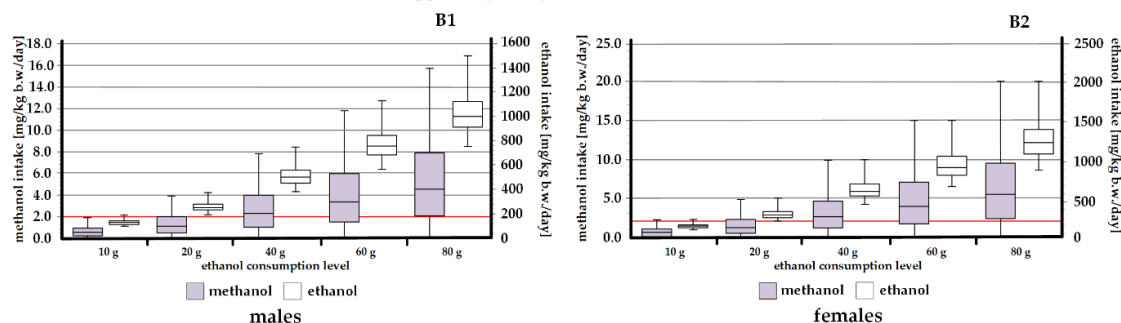 B1
methanol intake [mg/kg b.w./day]
18.0
16.0
14.0
12.0
10.0
8.0
6.0
4.0
2.0
0.0
1600
1400
1200
1000
800
600
400
200
0
ethanol intake [mg/kg b.w./day]
10 g 20 g 40 g 60 g 80 g
ethanol consumption level
methanol ethanol
males
B2
methanol intake [mg/kg b.w./day]
25.0
20.0
15.0
10.0
5.0
0.0
2500
2000
1500
1000
500
0
ethanol intake [mg/kg b.w./day]
10 g 20 g 40 g 60 g 80 g
ethanol consumption level
methanol ethanol
females